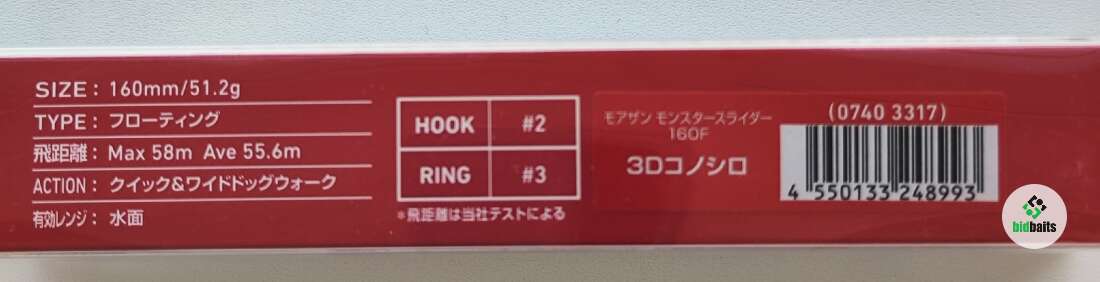 SIZE : 160mm/51.2g
TYPE : フローティング
飛距離 : Max 58m Ave 55.6m
ACTION : クイック&ワイドドッグウォーク
有効レンジ : 水面
HOOK #2
RING #3
*飛距離は当社テストによる
モアザン モンスタースライダー
160F
3Dコノシロ
(0740 3317)
4 550133 248993
bidbaits